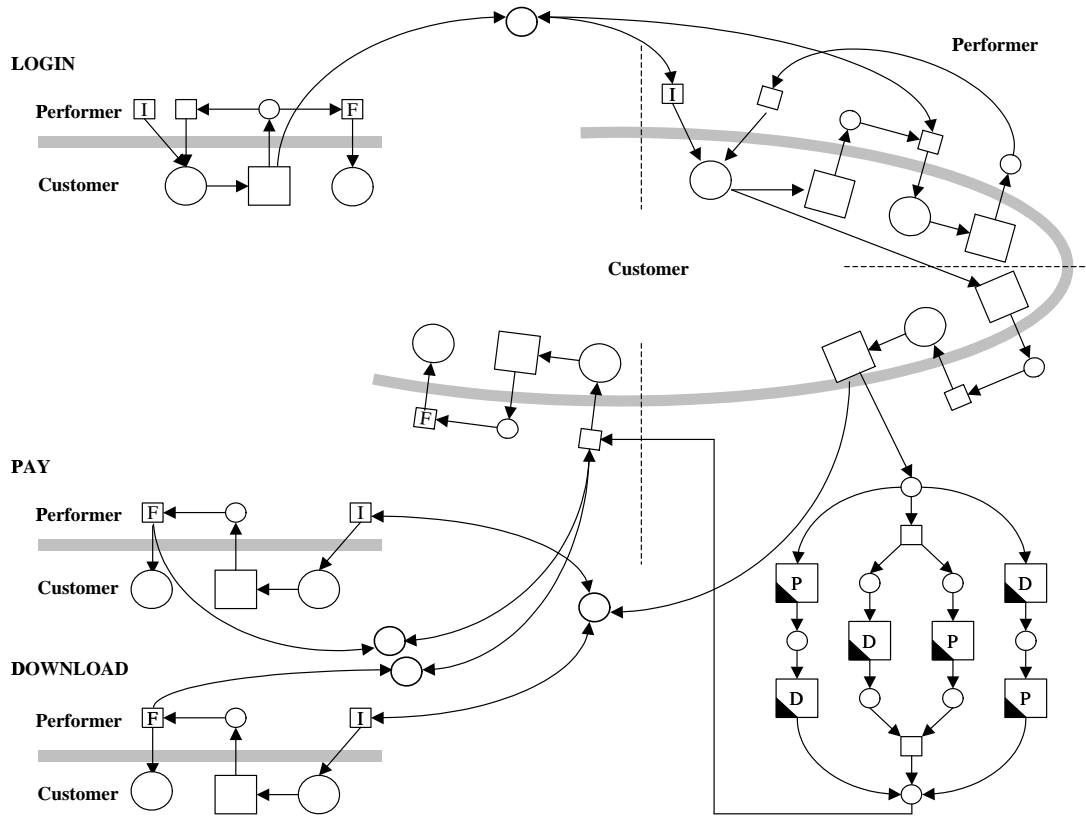 Performer
LOGIN
Performer I F
I
Customer
Customer
F
PAY
Performer F I
Customer
P D
D P
DOWNLOAD
D P
Performer F I
Customer